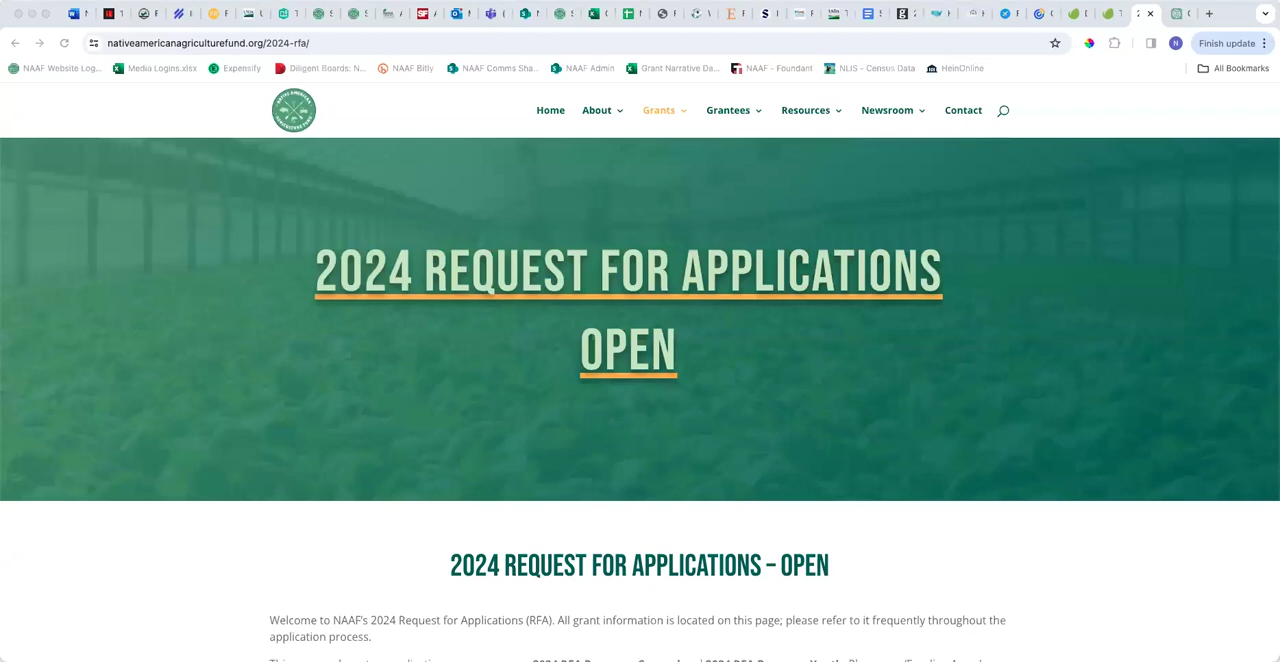 nativeamericanagriculturefund.org/2024-rfa/
Finish update
NAAF Website Log...
Media Logins.xlsx
Expensify
Diligent Boards: N...
NAAF Bitly
NAAF Comms Sha...
NAAF Admin
Grant Narrative Da...
NAAF - Foundant
NLIS - Census Data
HeinOnline
All Bookmarks
Home
About
Grants
Grantees
Resources
Newsroom
Contact
2024 REQUEST FOR APPLICATIONS
OPEN
2024 REQUEST FOR APPLICATIONS – OPEN
Welcome to NAAF's 2024 Request for Applications (RFA). All grant information is located on this page; please refer to it frequently throughout the
application process.